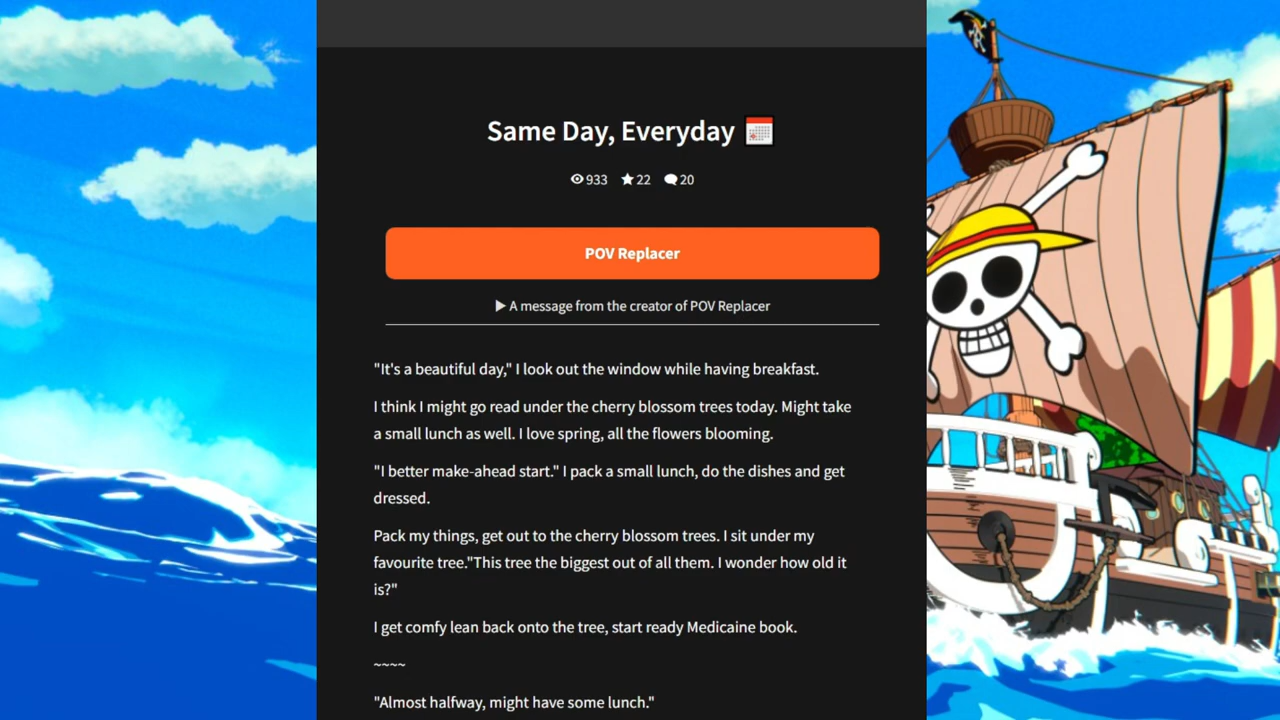 Same Day, Everyday
933 22 20
POV Replacer
▶ A message from the creator of POV Replacer
"It's a beautiful day," I look out the window while having breakfast.
I think I might go read under the cherry blossom trees today. Might take
a small lunch as well. I love spring, all the flowers blooming.
"I better make-ahead start." I pack a small lunch, do the dishes and get
dressed.
Pack my things, get out to the cherry blossom trees. I sit under my
favourite tree."This tree the biggest out of all them. I wonder how old it
is?"
I get comfy lean back onto the tree, start ready Medicaine book.
~~~~
"Almost halfway, might have some lunch."